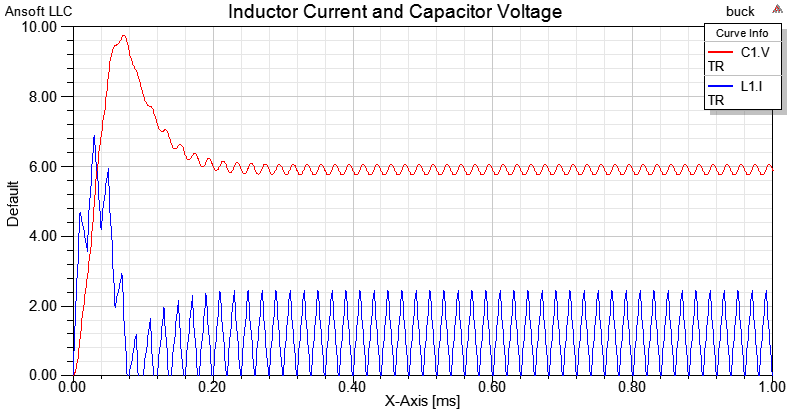 Ansoft LLC
Inductor Current and Capacitor Voltage
buck
Curve Info
C1.V
TR
L1.I
TR
10.00
8.00
6.00
4.00
2.00
0.00
Default
0.00
0.20
0.40
0.60
0.80
1.00
X-Axis [ms]